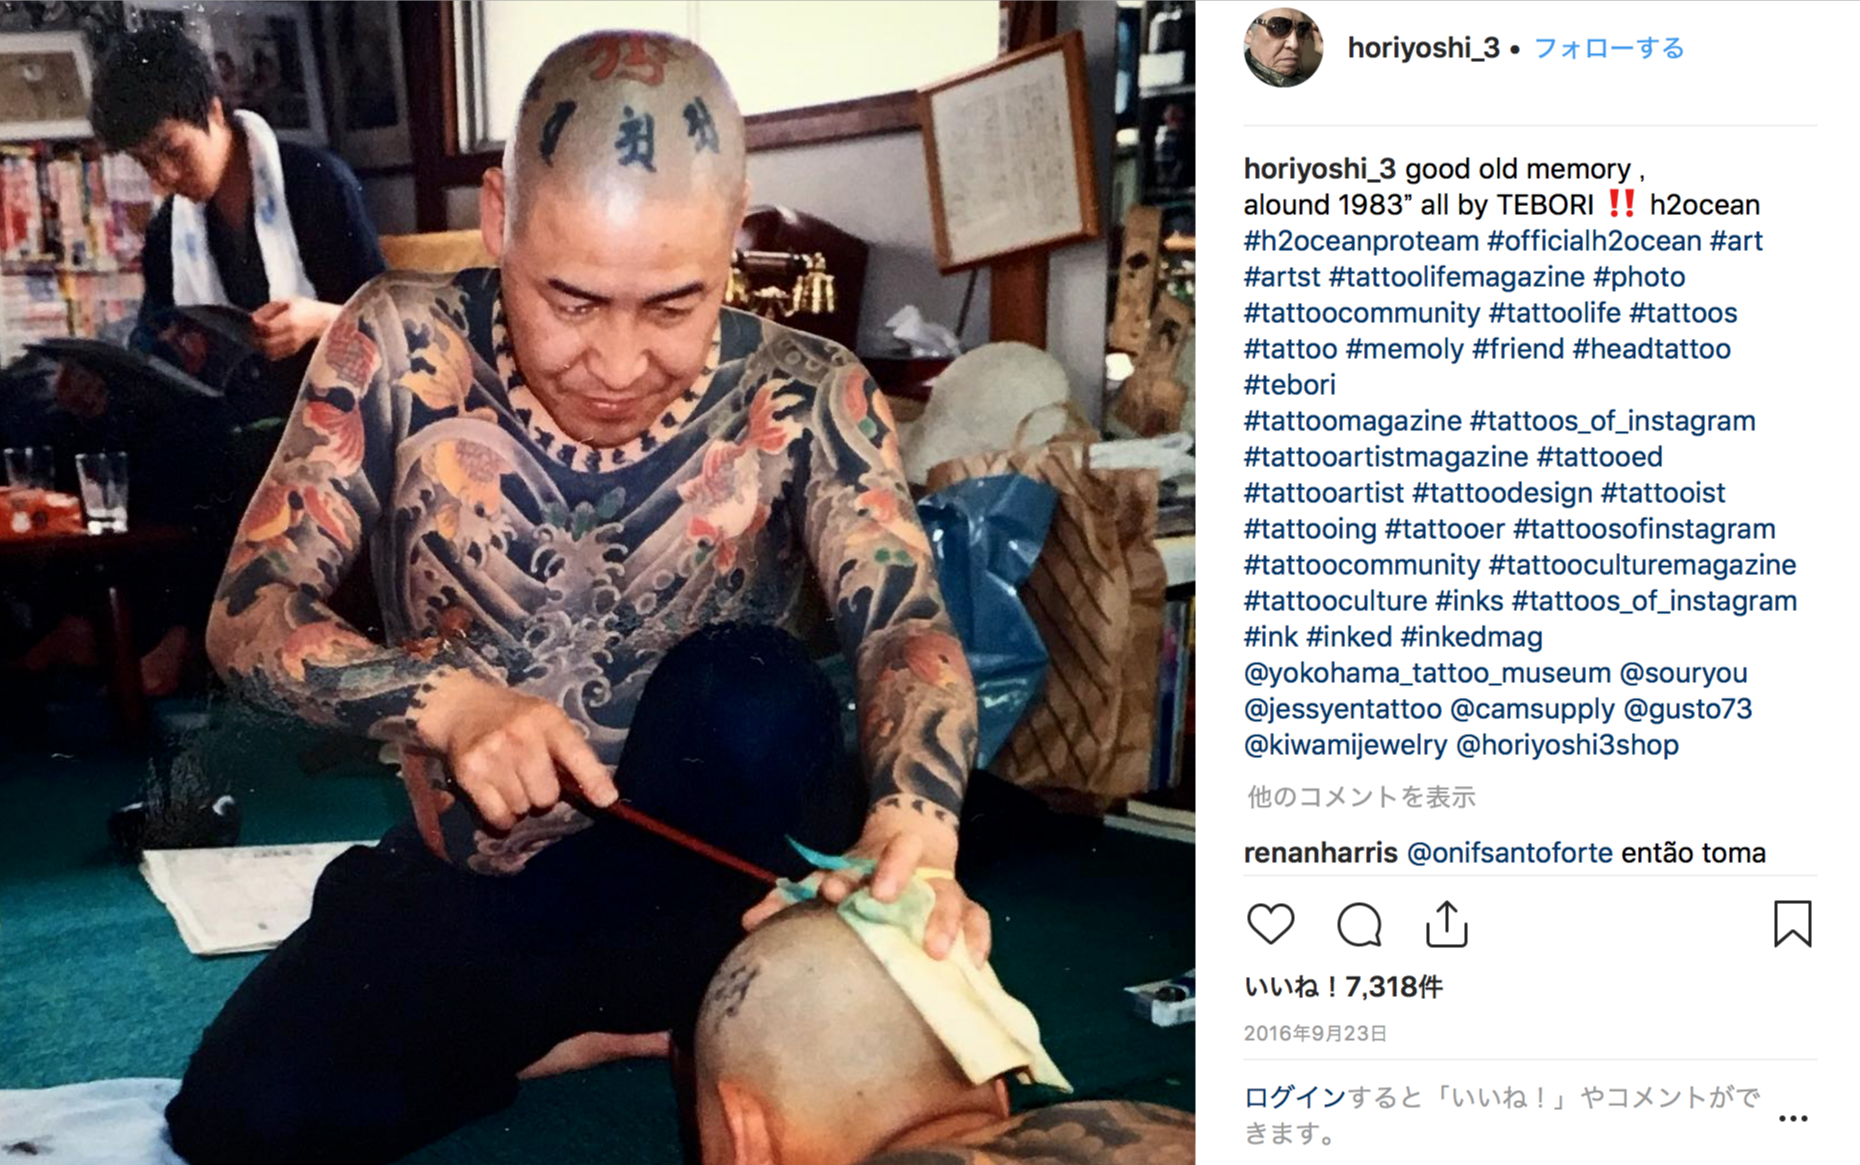 horiyoshi_3 • フォローする
horiyoshi_3 good old memory ,
alound 1983” all by TEBORI ‼️ h2ocean
#h2oceanproteam #officialh2ocean #art
#artst #tattoolifemagazine #photo
#tattoocommunity #tattoolife #tattoos
#tattoo #memoly #friend #headtattoo
#tebori
#tattoomagazine #tattoos_of_instagram
#tattooartistmagazine #tattooed
#tattooartist #tattoodesign #tattooist
#tattooing #tattooer #tattoosofinstagram
#tattoocommunity #tattooculturemagazine
#tattooculture #inks #tattoos_of_instagram
#ink #inked #inkedmag
@yokohama_tattoo_museum @souryou
@jessyentattoo @camsupply @gusto73
@kiwamijewelry @horiyoshi3shop
他のコメントを表示
renanharris @onifsantoforte então toma
いいね！7,318件
2016年9月23日
ログインすると「いいね！」やコメントがで
きます。